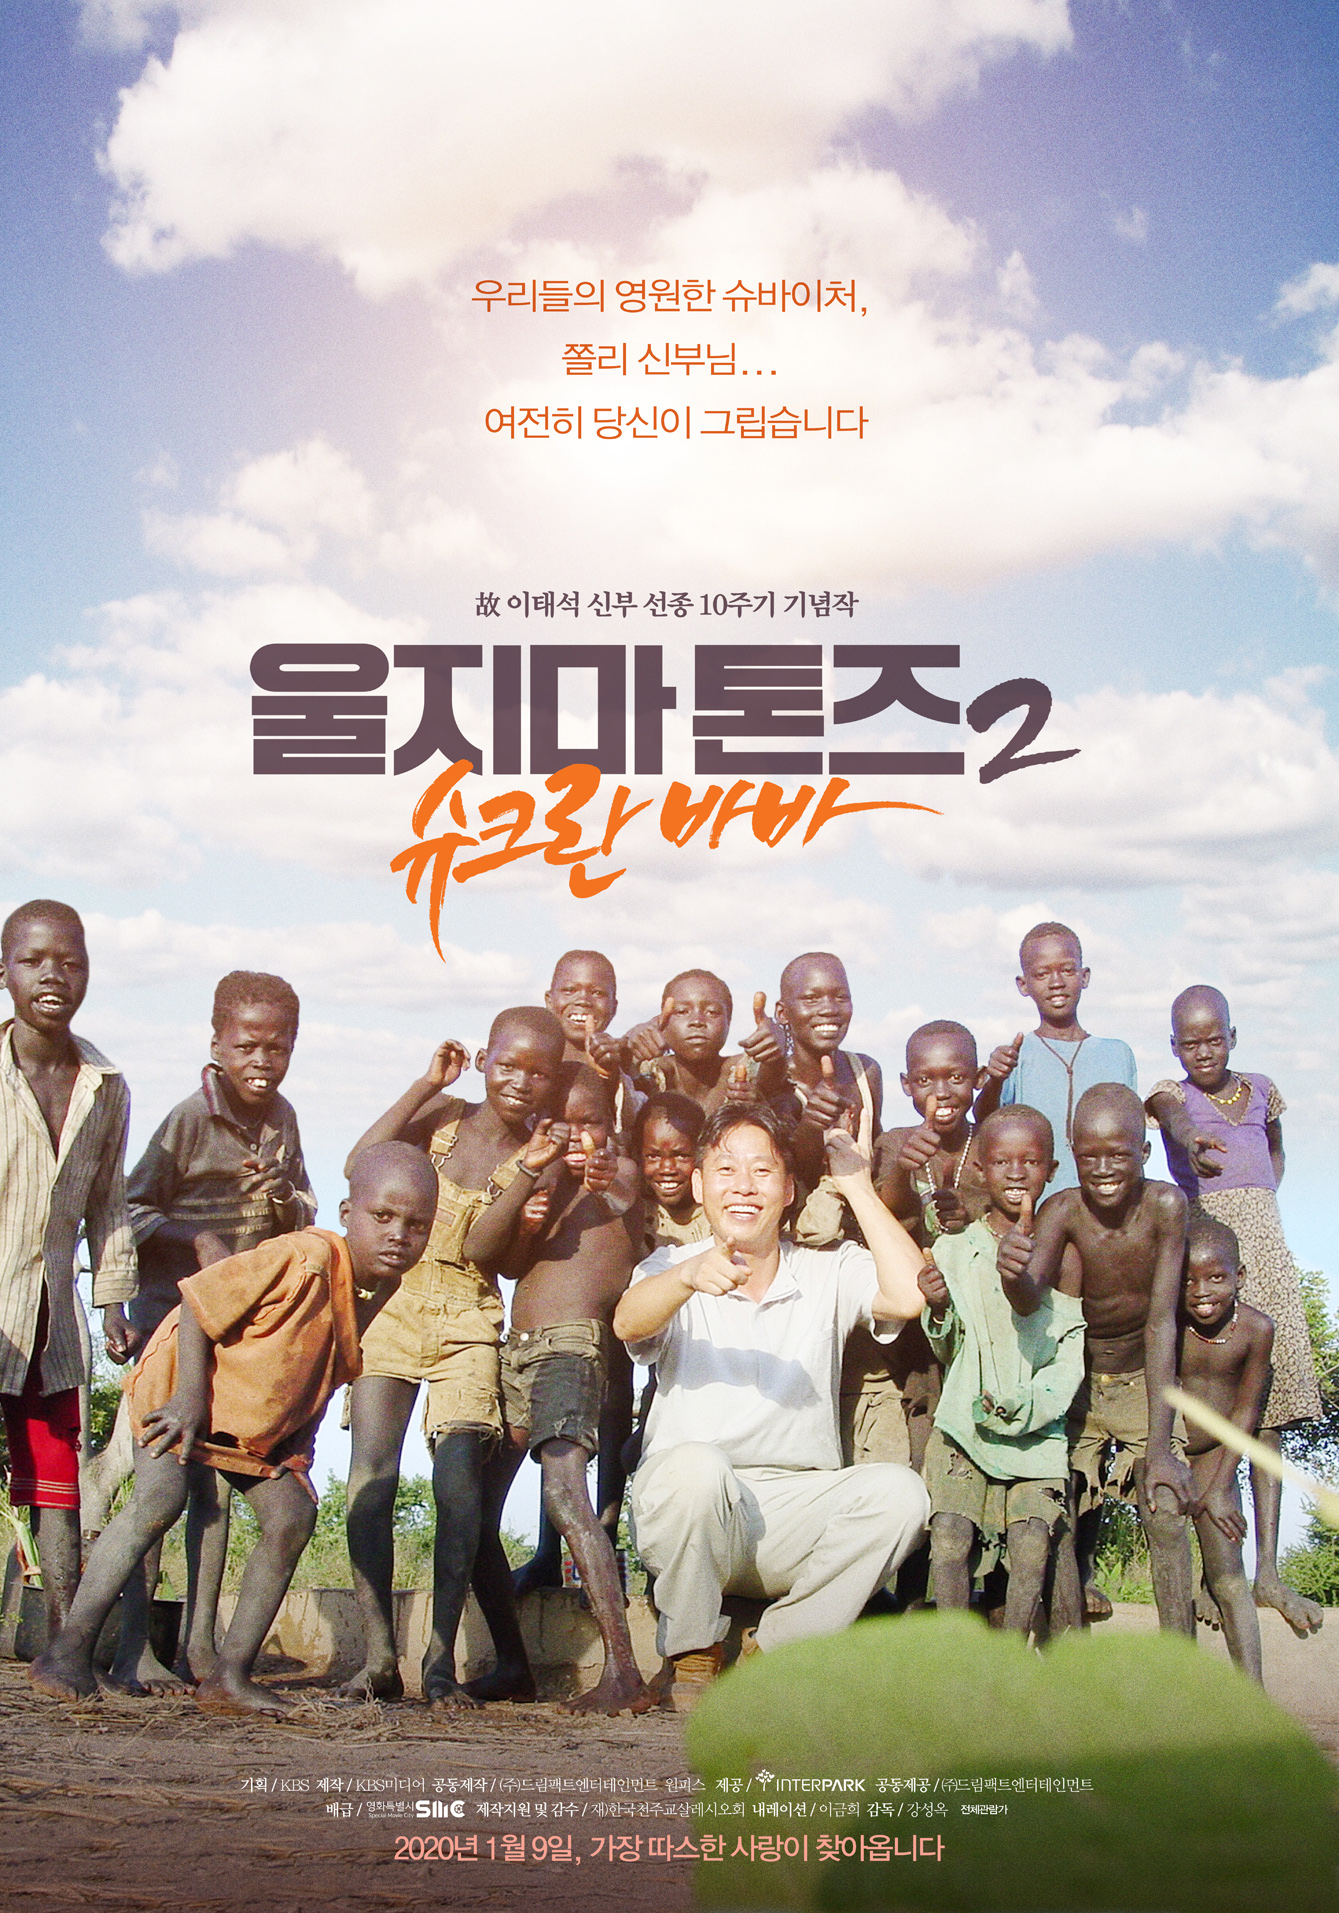 우리들의 영원한 슈바이처,
쫄리 신부님...
여전히 당신이 그립습니다
故 이태석 신부 선종 10주기 기념작
울지마 톤즈2
슈크란 바바
기획 / KBS 제작 / KBS미디어 공동제작 / (주)드림팩트엔터테인먼트 원피스 제공 / INTERPARK 공동제공 / (주)드림팩트엔터테인먼트
배급 / 영화특별시 SMC Special Movie City 제작지원 및 감수 / 재)한국천주교살레시오회 내레이션 / 이금희 감독 / 강성옥 전체관람가
2020년 1월 9일, 가장 따스한 사랑이 찾아옵니다